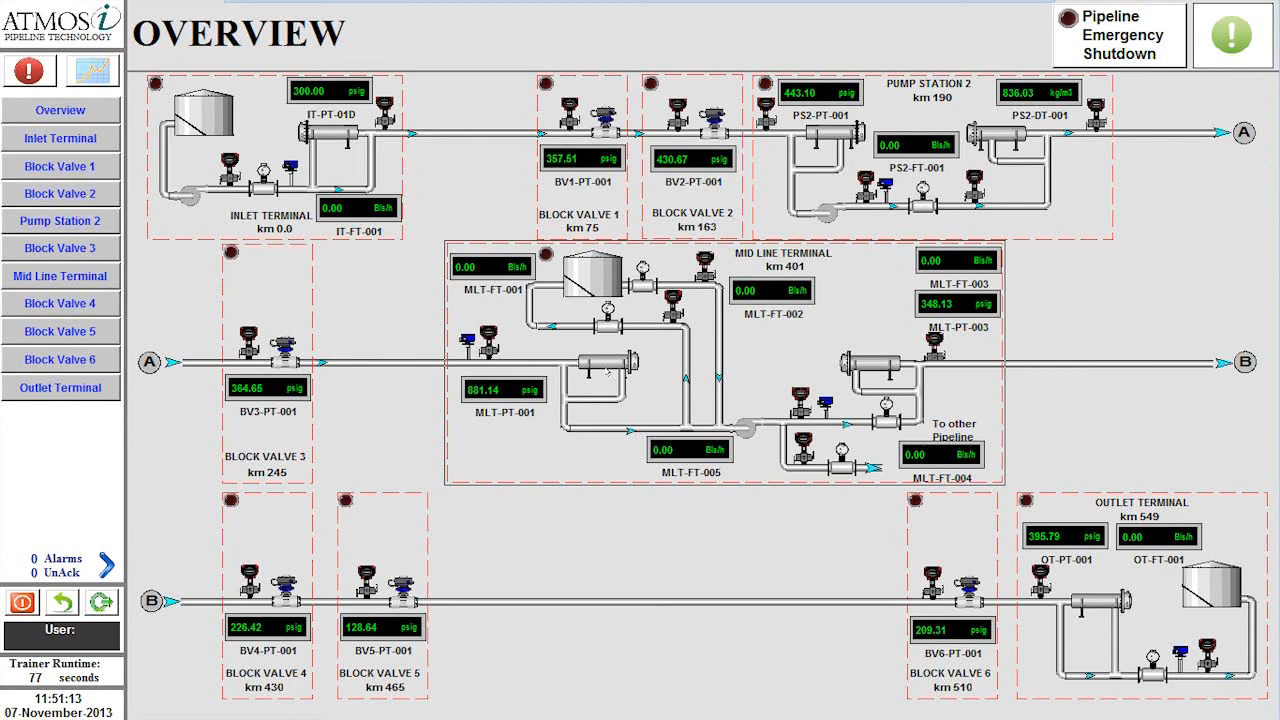 ATMOSi
PIPELINE TECHNOLOGY
OVERVIEW
Pipeline
Emergency
Shutdown
Overview
Inlet Terminal
Block Valve 1
Block Valve 2
Pump Station 2
Block Valve 3
Mid Line Terminal
Block Valve 4
Block Valve 5
Block Valve 6
Outlet Terminal
0 Alarms
0 UnAck
User:
Trainer Runtime:
77 seconds
11:51:13
07-November-2013
300.00 psig
IT-PT-01D
0.00 Bls/h
IT-FT-001
INLET TERMINAL
km 0.0
357.51 psig
BV1-PT-001
BLOCK VALVE 1
km 75
430.67 psig
BV2-PT-001
BLOCK VALVE 2
km 163
PUMP STATION 2
km 190
443.10 psig
PS2-PT-001
0.00 Bls/h
PS2-FT-001
836.03 kg/m3
PS2-DT-001
A
A
364.65 psig
BV3-PT-001
BLOCK VALVE 3
km 245
MID LINE TERMINAL
km 401
0.00 Bls/h
MLT-FT-001
0.00 Bls/h
MLT-FT-002
0.00 Bls/h
MLT-FT-003
348.13 psig
MLT-PT-003
881.14 psig
MLT-PT-001
0.00 Bls/h
MLT-FT-005
To other
Pipeline
0.00 Bls/h
MLT-FT-004
B
B
226.42 psig
BV4-PT-001
BLOCK VALVE 4
km 430
128.64 psig
BV5-PT-001
BLOCK VALVE 5
km 465
209.31 psig
BV6-PT-001
BLOCK VALVE 6
km 510
OUTLET TERMINAL
km 549
395.79 psig
OT-PT-001
0.00 Bls/h
OT-FT-001